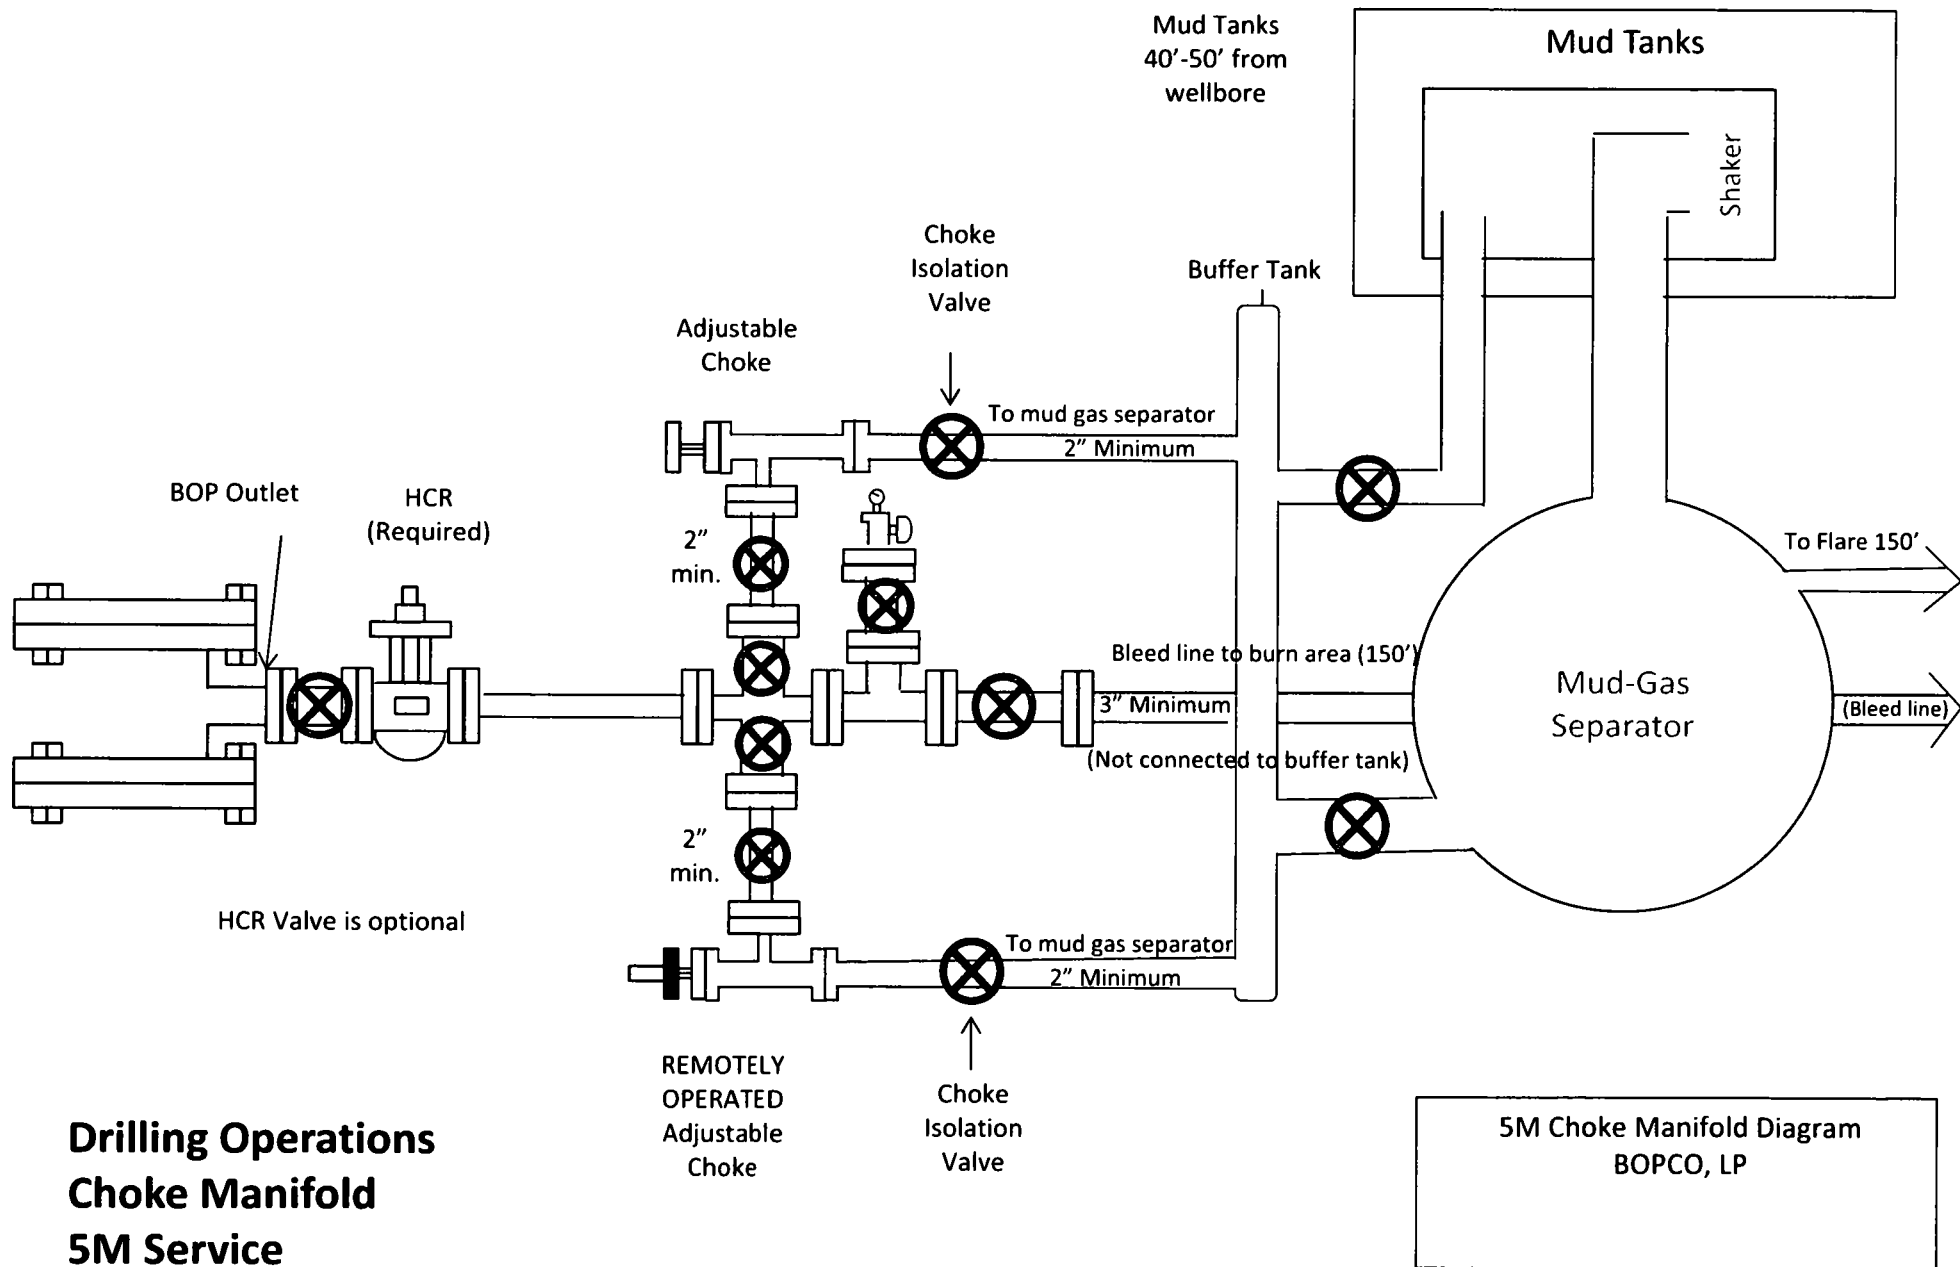 Mud Tanks
40'-50' from
wellbore
Mud Tanks
Shaker
Choke
Isolation
Valve
Buffer Tank
Adjustable
Choke
To mud gas separator
2" Minimum
BOP Outlet
HCR
(Required)
2"
min.
To Flare 150'
Bleed line to burn area (150')
3" Minimum
(Not connected to buffer tank)
Mud-Gas
Separator
(Bleed line)
2"
min.
HCR Valve is optional
To mud gas separator
2" Minimum
REMOTELY
OPERATED
Adjustable
Choke
Choke
Isolation
Valve
Drilling Operations
Choke Manifold
5M Service
5M Choke Manifold Diagram
BOPCO, LP